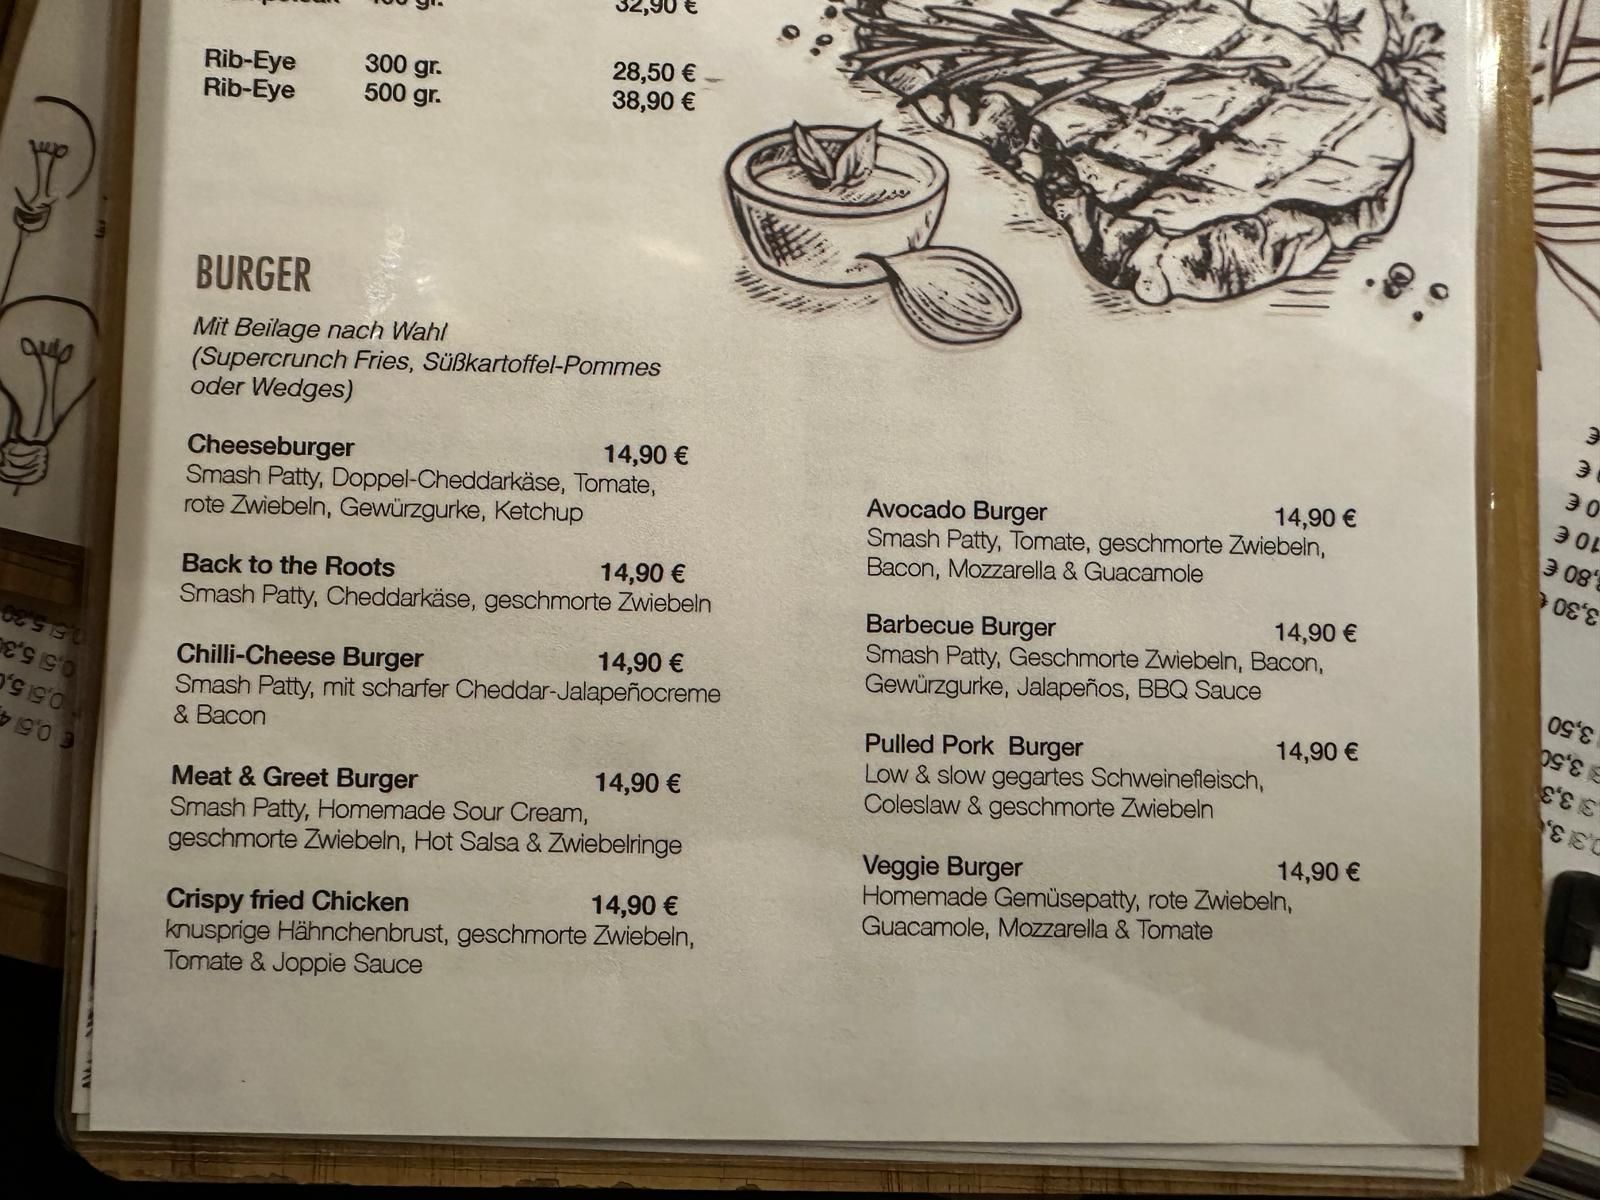 32,90 €
Rib-Eye 300 gr. 28,50 €
Rib-Eye 500 gr. 38,90 €
BURGER
Mit Beilage nach Wahl
(Supercrunch Fries, Süßkartoffel-Pommes
oder Wedges)
Cheeseburger 14,90 €
Smash Patty, Doppel-Cheddarkäse, Tomate,
rote Zwiebeln, Gewürzgurke, Ketchup
Back to the Roots 14,90 €
Smash Patty, Cheddarkäse, geschmorte Zwiebeln
Chilli-Cheese Burger 14,90 €
Smash Patty, mit scharfer Cheddar-Jalapeñocreme
& Bacon
Meat & Greet Burger 14,90 €
Smash Patty, Homemade Sour Cream,
geschmorte Zwiebeln, Hot Salsa & Zwiebelringe
Crispy fried Chicken 14,90 €
knusprige Hähnchenbrust, geschmorte Zwiebeln,
Tomate & Joppie Sauce
Avocado Burger 14,90 €
Smash Patty, Tomate, geschmorte Zwiebeln,
Bacon, Mozzarella & Guacamole
Barbecue Burger 14,90 €
Smash Patty, Geschmorte Zwiebeln, Bacon,
Gewürzgurke, Jalapeños, BBQ Sauce
Pulled Pork Burger 14,90 €
Low & slow gegartes Schweinefleisch,
Coleslaw & geschmorte Zwiebeln
Veggie Burger 14,90 €
Homemade Gemüsepatty, rote Zwiebeln,
Guacamole, Mozzarella & Tomate